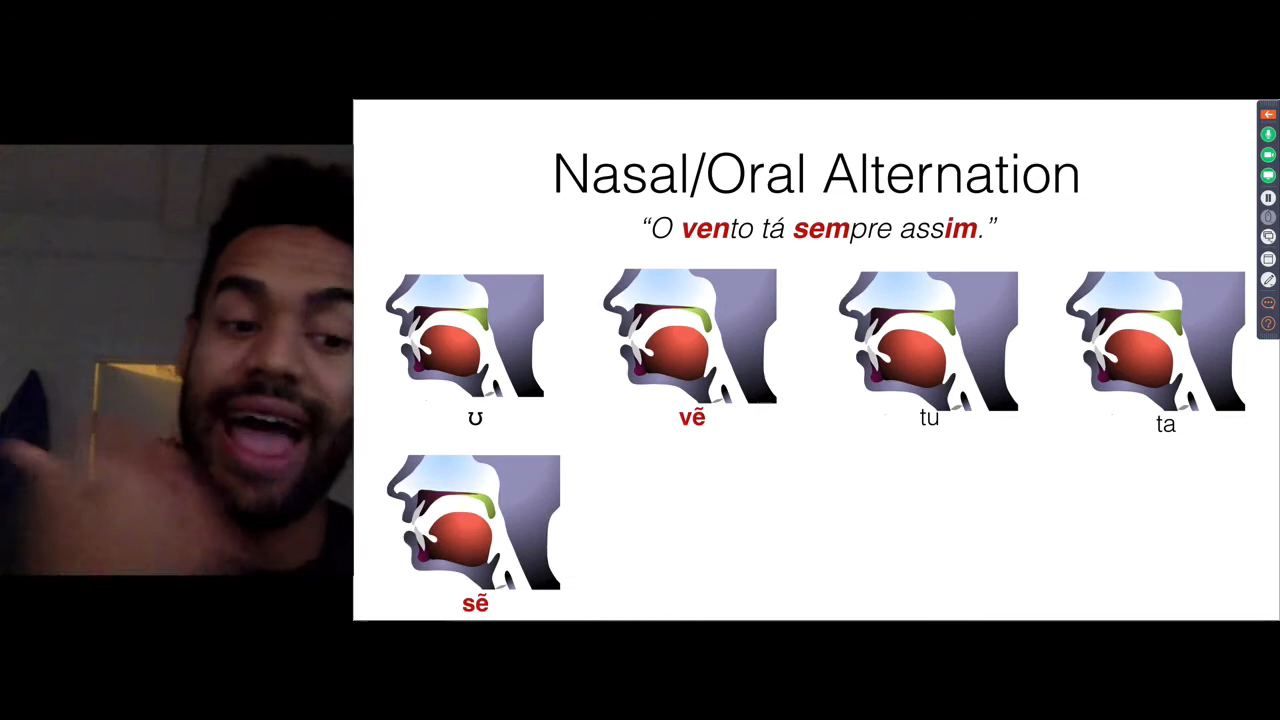 Nasal/Oral Alternation
“O vento tá sempre assim.”
ʊ
vẽ
tu
ta
sẽ